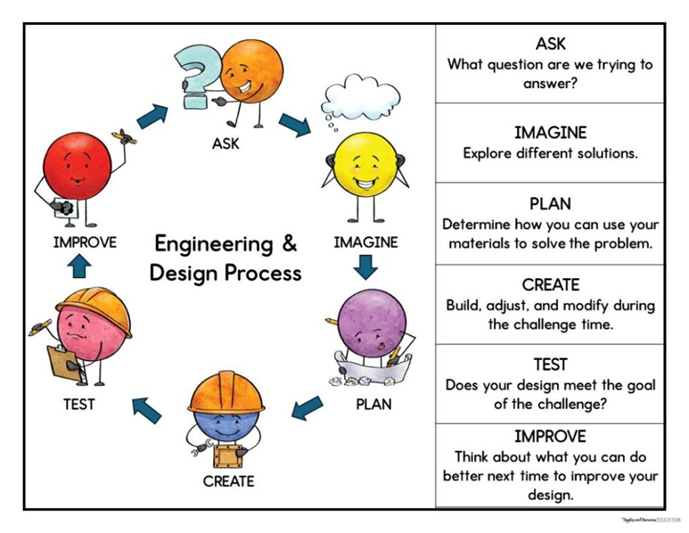 ASK
IMAGINE
PLAN
CREATE
TEST
IMPROVE
Engineering &
Design Process
ASK
What question are we trying to
answer?
IMAGINE
Explore different solutions.
PLAN
Determine how you can use your
materials to solve the problem.
CREATE
Build, adjust, and modify during
the challenge time.
TEST
Does your design meet the goal
of the challenge?
IMPROVE
Think about what you can do
better next time to improve your
design.
EDUCATION